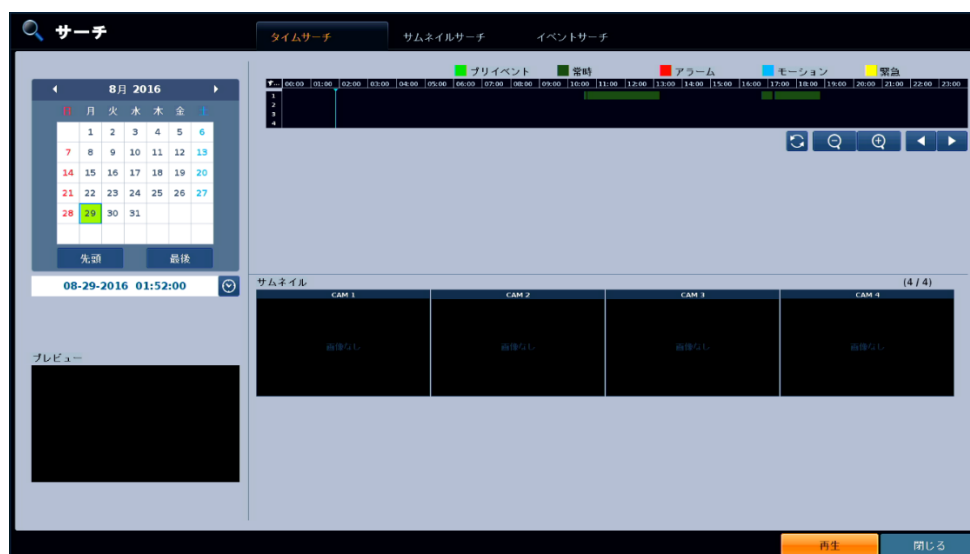 サーチ
タイムサーチ サムネイルサーチ イベントサーチ
プリイベント 常時 アラーム モーション 緊急
00:00 01:00 02:00 03:00 04:00 05:00 06:00 07:00 08:00 09:00 10:00 11:00 12:00 13:00 14:00 15:00 16:00 17:00 18:00 19:00 20:00 21:00 22:00 23:00
1
2
3
4
8月 2016
日 月 火 水 木 金 土
1 2 3 4 5 6
7 8 9 10 11 12 13
14 15 16 17 18 19 20
21 22 23 24 25 26 27
28 29 30 31
先頭 最後
08-29-2016 01:52:00
サムネイル (4 / 4)
CAM 1 CAM 2 CAM 3 CAM 4
画像なし 画像なし 画像なし 画像なし
プレビュー
再生 閉じる